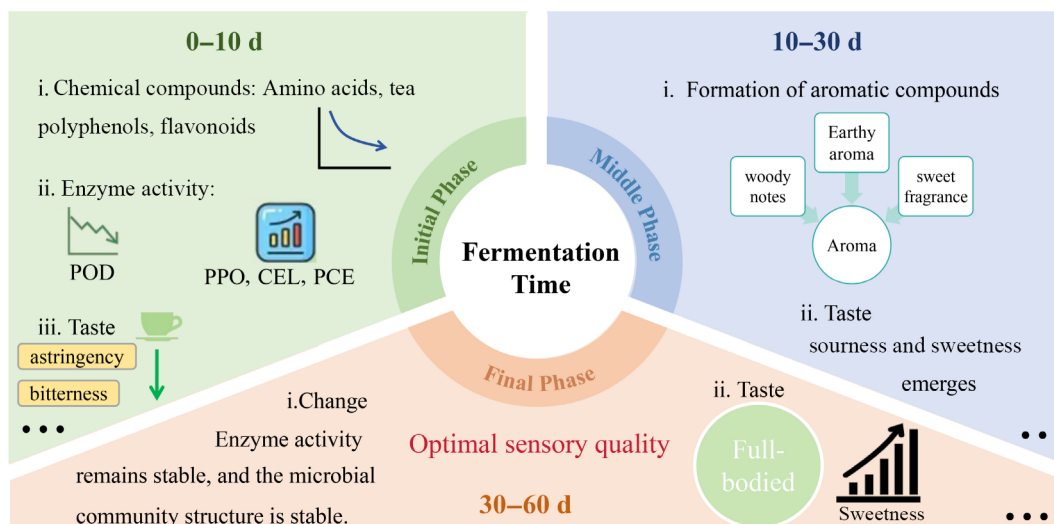 0–10 d
i. Chemical compounds: Amino acids, tea
polyphenols, flavonoids
ii. Enzyme activity:
POD
PPO, CEL, PCE
iii. Taste
astringency
bitterness
Initial Phase
Middle Phase
Final Phase
Fermentation
Time
10–30 d
i. Formation of aromatic compounds
Earthy
aroma
woody
notes
sweet
fragrance
Aroma
ii. Taste
sourness and sweetness
emerges
i.Change
Enzyme activity
remains stable, and the microbial
community structure is stable.
Optimal sensory quality
30–60 d
ii. Taste
Full-
bodied
Sweetness